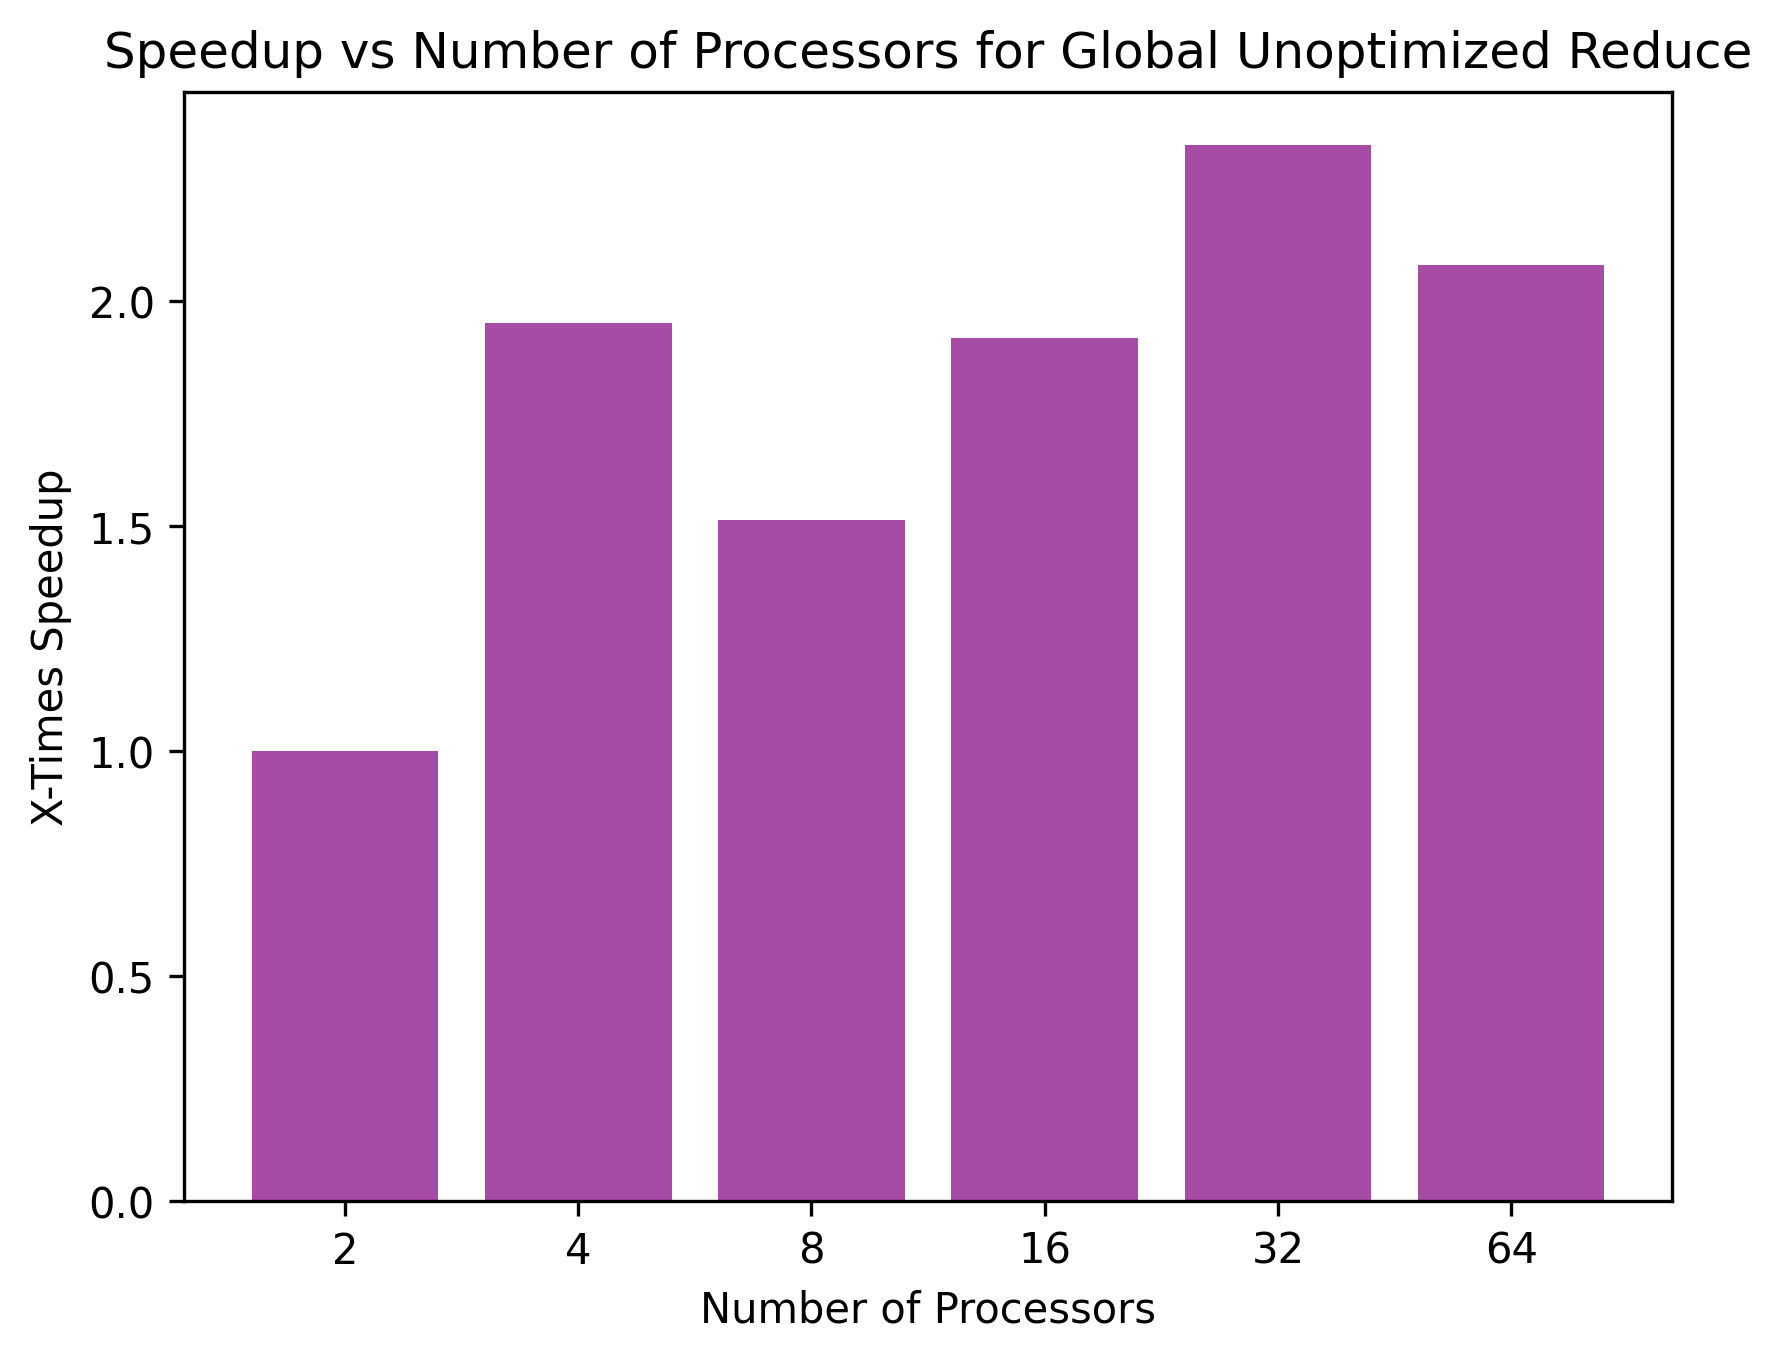 Speedup vs Number of Processors for Global Unoptimized Reduce
X-Times Speedup
2.0
1.5
1.0
0.5
0.0
2 4 8 16 32 64
Number of Processors